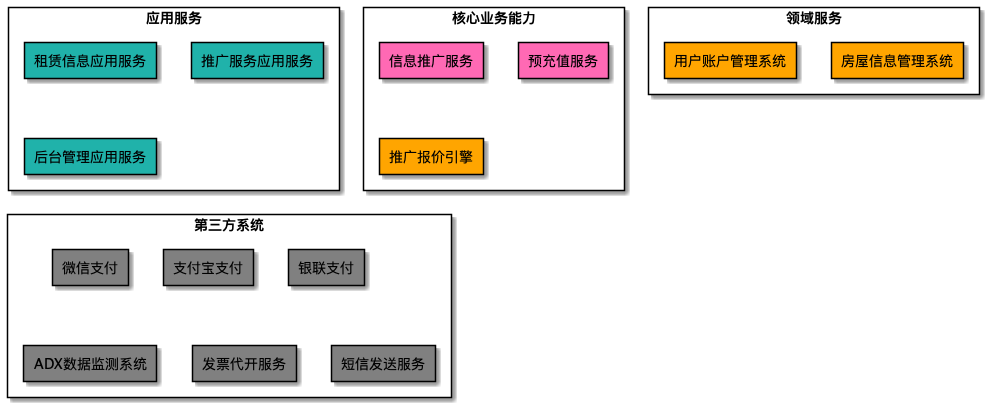 应用服务
租赁信息应用服务
推广服务应用服务
后台管理应用服务
核心业务能力
信息推广服务
预充值服务
推广报价引擎
领域服务
用户账户管理系统
房屋信息管理系统
第三方系统
微信支付
支付宝支付
银联支付
ADX数据监测系统
发票代开服务
短信发送服务